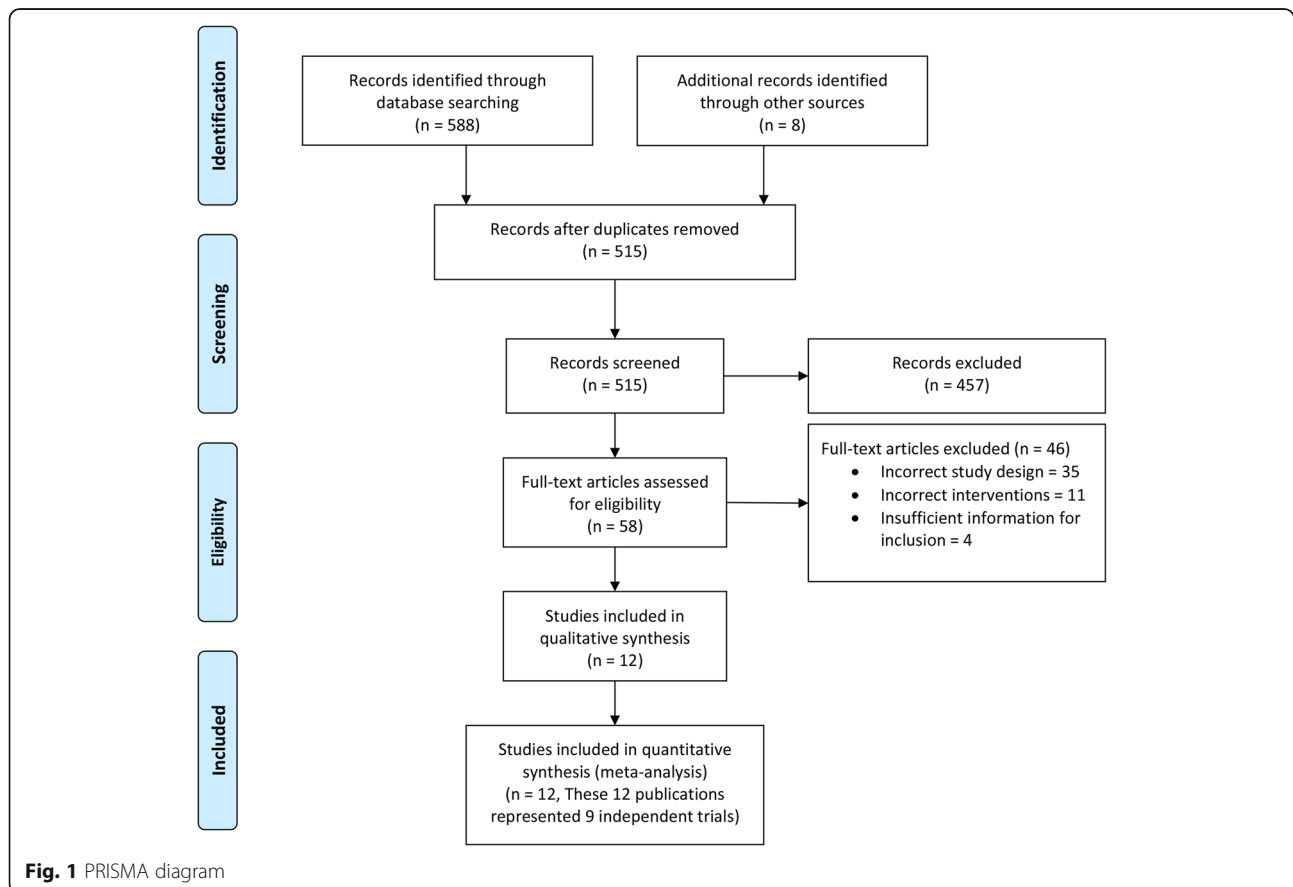 Identification
Records identified through
database searching
(n = 588)
Additional records identified
through other sources
(n = 8)
Records after duplicates removed
(n = 515)
Screening
Records screened
(n = 515)
Records excluded
(n = 457)
Eligibility
Full-text articles assessed
for eligibility
(n = 58)
Full-text articles excluded (n = 46)
• Incorrect study design = 35
• Incorrect interventions = 11
• Insufficient information for
inclusion = 4
Studies included in
qualitative synthesis
(n = 12)
Included
Studies included in quantitative
synthesis (meta-analysis)
(n = 12, These 12 publications
represented 9 independent trials)
Fig. 1 PRISMA diagram